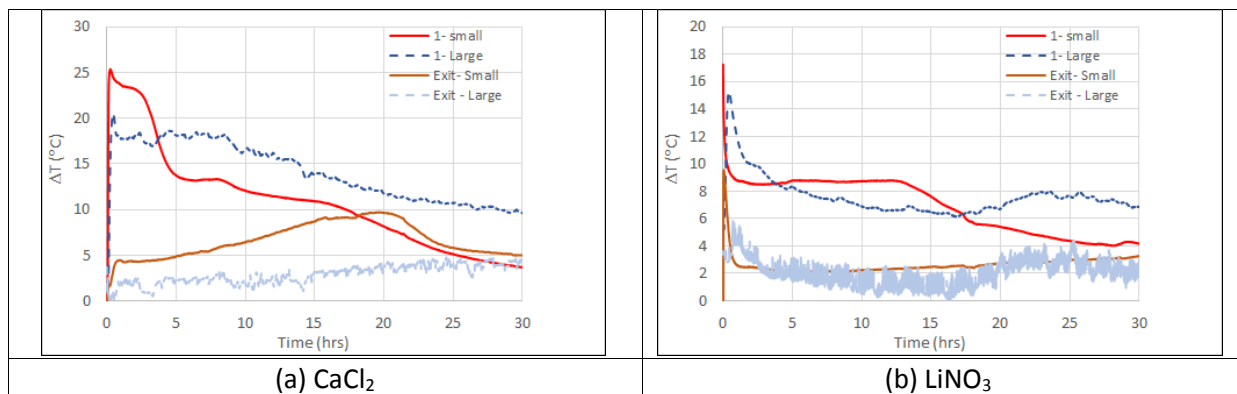 30
25
20
15
10
5
0
ΔT (°C)
0 5 10 15 20 25 30
Time (hrs)
1- small
1- Large
Exit- Small
Exit - Large
(a) CaCl₂
20
18
16
14
12
10
8
6
4
2
0
ΔT (°C)
0 5 10 15 20 25 30
Time (hrs)
1- small
1- Large
Exit- Small
Exit - Large
(b) LiNO₃